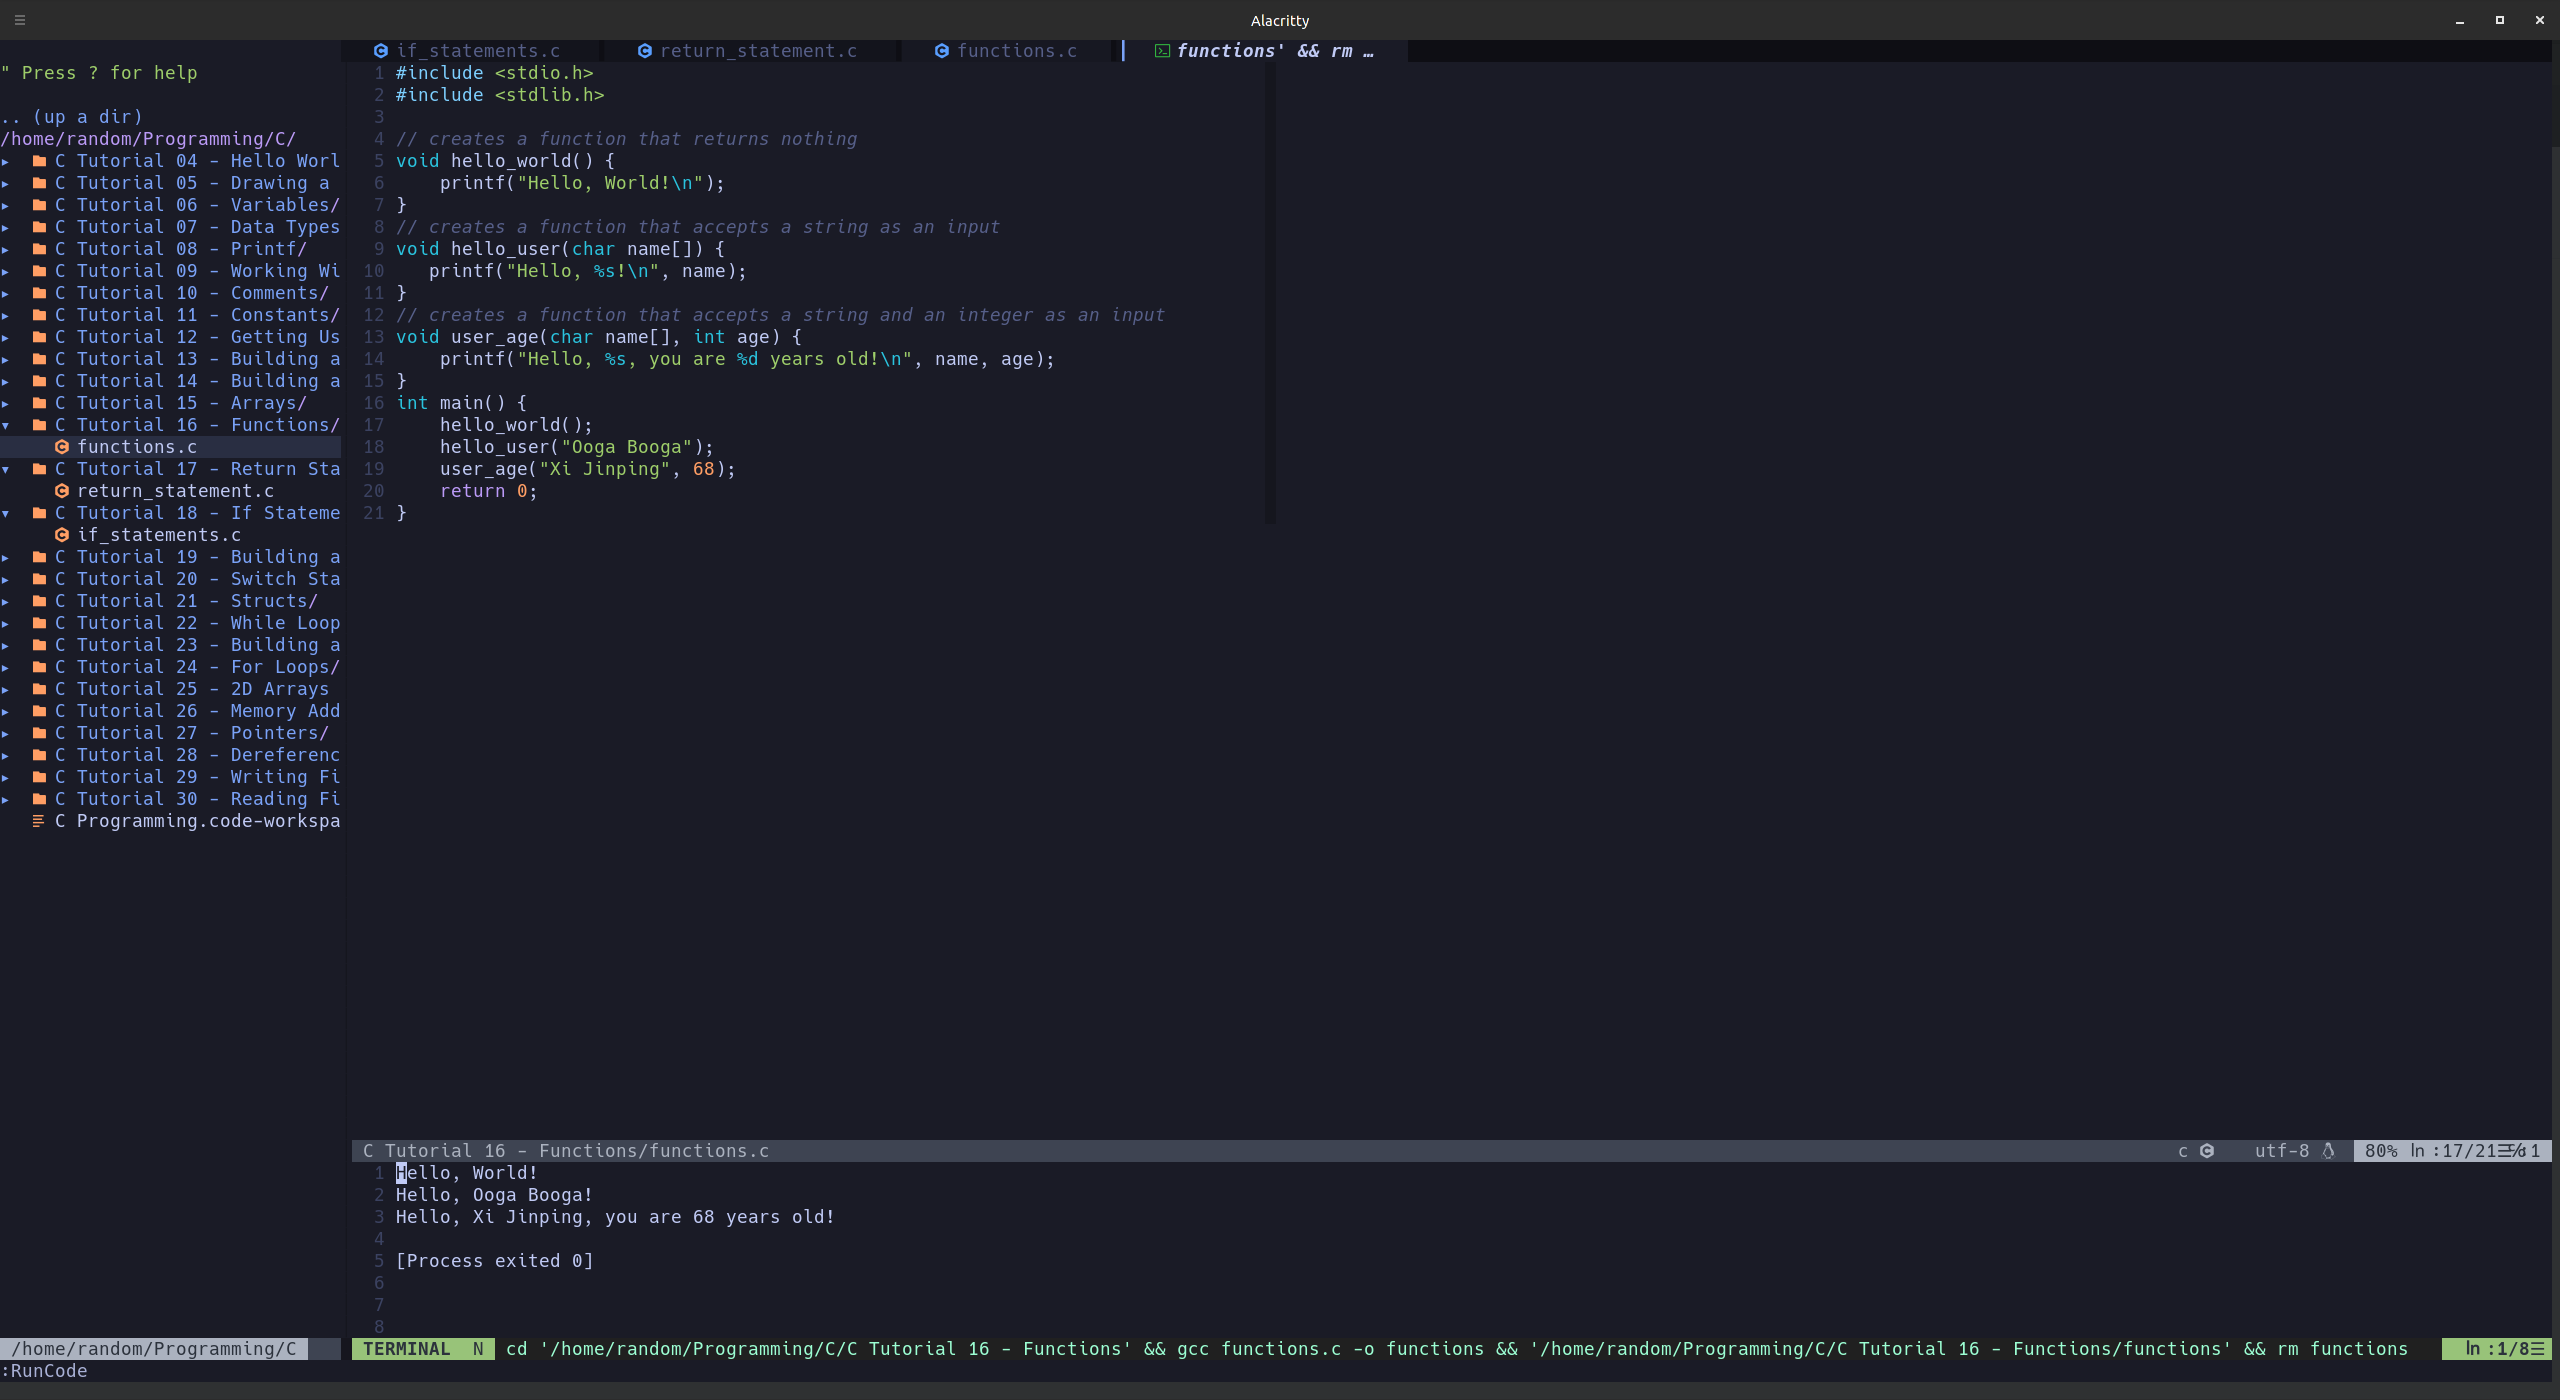 Alacritty
" Press ? for help
.. (up a dir)
/home/random/Programming/C/
C Tutorial 04 - Hello Worl
C Tutorial 05 - Drawing a
C Tutorial 06 - Variables/
C Tutorial 07 - Data Types
C Tutorial 08 - Printf/
C Tutorial 09 - Working Wi
C Tutorial 10 - Comments/
C Tutorial 11 - Constants/
C Tutorial 12 - Getting Us
C Tutorial 13 - Building a
C Tutorial 14 - Building a
C Tutorial 15 - Arrays/
C Tutorial 16 - Functions/
functions.c
C Tutorial 17 - Return Sta
return_statement.c
C Tutorial 18 - If Stateme
if_statements.c
C Tutorial 19 - Building a
C Tutorial 20 - Switch Sta
C Tutorial 21 - Structs/
C Tutorial 22 - While Loop
C Tutorial 23 - Building a
C Tutorial 24 - For Loops/
C Tutorial 25 - 2D Arrays
C Tutorial 26 - Memory Add
C Tutorial 27 - Pointers/
C Tutorial 28 - Dereferenc
C Tutorial 29 - Writing Fi
C Tutorial 30 - Reading Fi
C Programming.code-workspa
/home/random/Programming/C
if_statements.c return_statement.c functions.c functions' && rm …
1 #include <stdio.h>
2 #include <stdlib.h>
3
4 // creates a function that returns nothing
5 void hello_world() {
6     printf("Hello, World!\n");
7 }
8 // creates a function that accepts a string as an input
9 void hello_user(char name[]) {
10    printf("Hello, %s!\n", name);
11 }
12 // creates a function that accepts a string and an integer as an input
13 void user_age(char name[], int age) {
14     printf("Hello, %s, you are %d years old!\n", name, age);
15 }
16 int main() {
17     hello_world();
18     hello_user("Ooga Booga");
19     user_age("Xi Jinping", 68);
20     return 0;
21 }
C Tutorial 16 - Functions/functions.c c utf-8 80% ln :17/21
1 Hello, World!
2 Hello, Ooga Booga!
3 Hello, Xi Jinping, you are 68 years old!
4
5 [Process exited 0]
6
7
8
TERMINAL N cd '/home/random/Programming/C/C Tutorial 16 - Functions' && gcc functions.c -o functions && '/home/random/Programming/C/C Tutorial 16 - Functions/functions' && rm functions ln :1/8
:RunCode